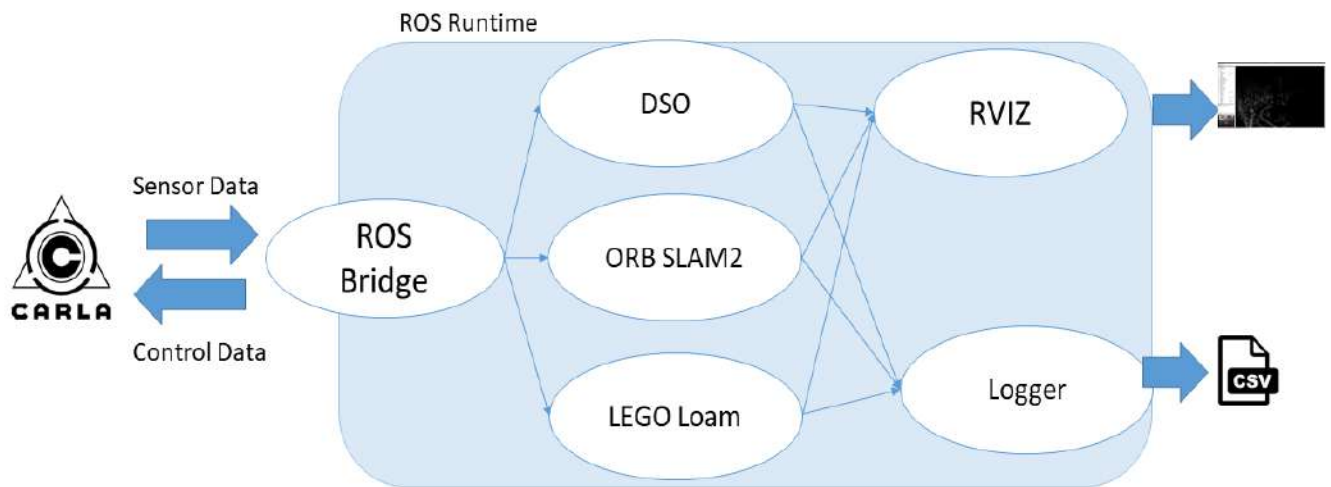 ROS Runtime
DSO
RVIZ
Sensor Data
ROS
Bridge
ORB SLAM2
CARLA
Control Data
LEGO Loam
Logger
CSV